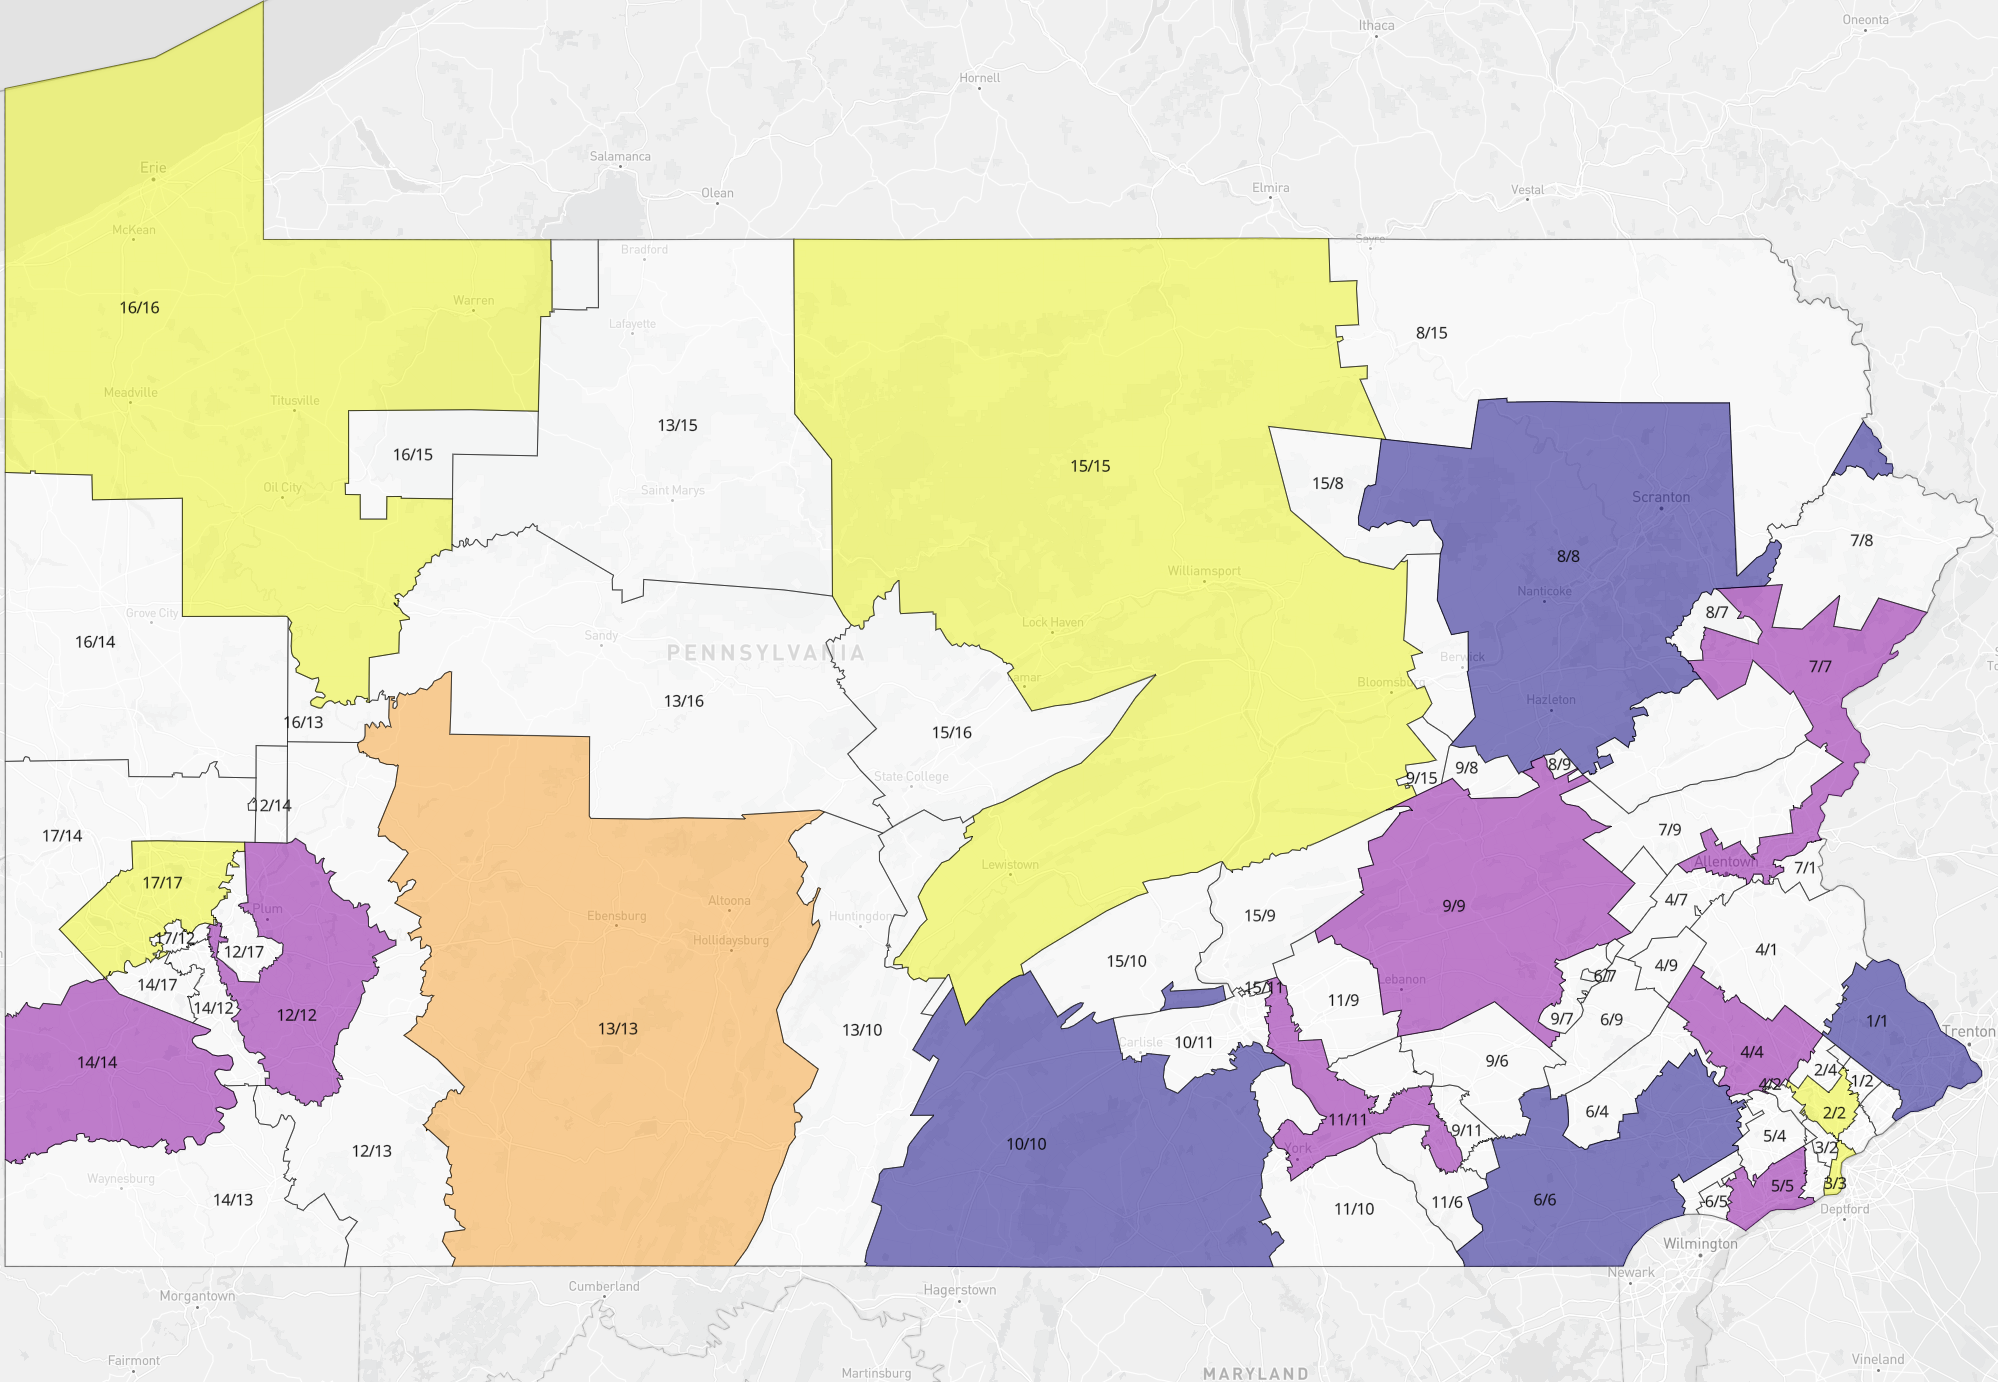 Ithaca
Oneonta
Hornell
Salamanca
Erie
Elmira
Vestal
Olean
McKean
Sayre
Bradford
16/16
Warren
Lafayette
8/15
Meadville
Titusville
13/15
16/15
15/15
Oil City
Saint Marys
15/8
Scranton
7/8
8/8
Williamsport
Nanticoke
Grove City
8/7
Lock Haven
Sandy
16/14
PENNSYLVANIA
Berwick
7/7
amar
Bloomsburg
13/16
Hazleton
16/13
15/16
State College
9/15
9/8
8/9
2/14
17/14
7/9
Lewistown
Allentown
7/1
17/17
Altoona
4/7
Plum
Ebensburg
Huntingdon
15/9
9/9
17/12
Hollidaysburg
12/17
4/1
15/10
4/9
6/7
14/17
Lebanon
15/11
11/9
14/12
12/12
13/13
13/10
9/7
6/9
1/1
Trenton
Carlisle
10/11
4/4
14/14
9/6
2/4
4/2
1/2
6/4
2/2
11/11
9/11
5/4
10/10
York
3/2
12/13
Waynesburg
3/3
5/5
14/13
11/10
11/6
6/6
6/5
Deptford
Wilmington
Newark
Cumberland
Hagerstown
Morgantown
Fairmont
Martinsburg
MARYLAND
Vineland